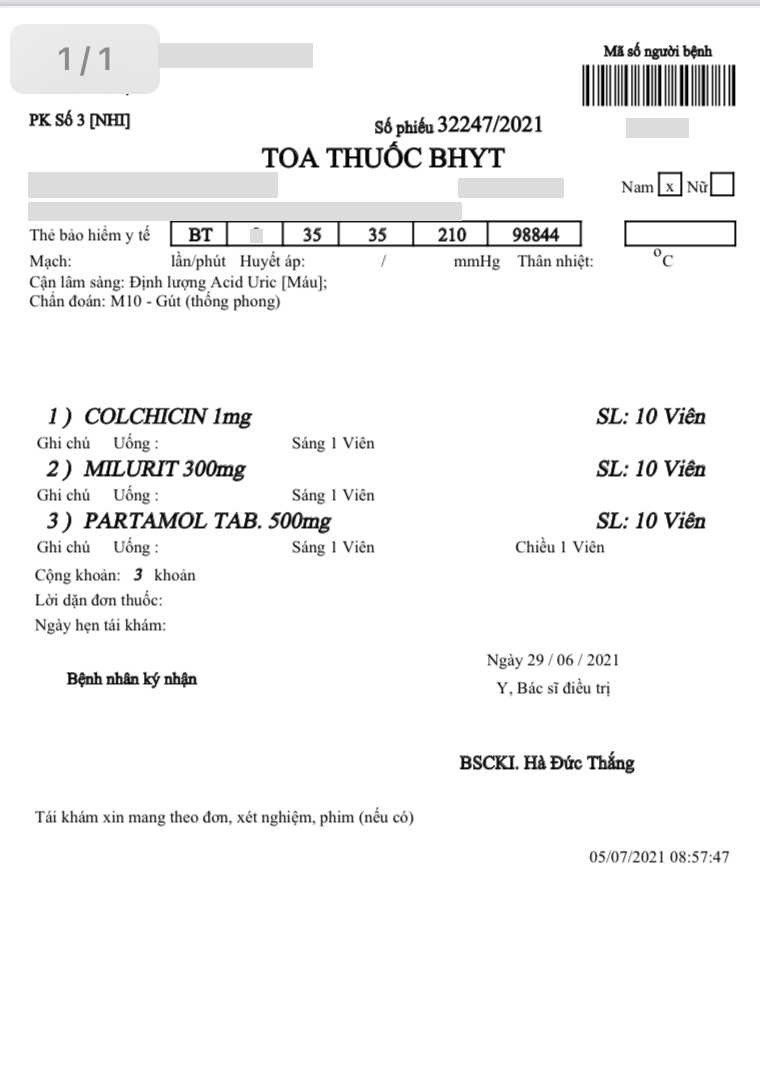 1/1
Mã số người bệnh
PK Số 3 [NHI]
Số phiếu 32247/2021
TOA THUỐC BHYT
Nam x Nữ
Thẻ bảo hiểm y tế BT 35 35 210 98844
Mạch: lần/phút Huyết áp: / mmHg Thân nhiệt: °C
Cận lâm sàng: Định lượng Acid Uric [Máu];
Chẩn đoán: M10 - Gút (thống phong)
1 ) COLCHICIN 1mg SL: 10 Viên
Ghi chú Uống : Sáng 1 Viên
2 ) MILURIT 300mg SL: 10 Viên
Ghi chú Uống : Sáng 1 Viên
3 ) PARTAMOL TAB. 500mg SL: 10 Viên
Ghi chú Uống : Sáng 1 Viên Chiều 1 Viên
Cộng khoản: 3 khoản
Lời dặn đơn thuốc:
Ngày hẹn tái khám:
Ngày 29 / 06 / 2021
Bệnh nhân ký nhận
Y, Bác sĩ điều trị
BSCKI. Hà Đức Thắng
Tái khám xin mang theo đơn, xét nghiệm, phim (nếu có)
05/07/2021 08:57:47